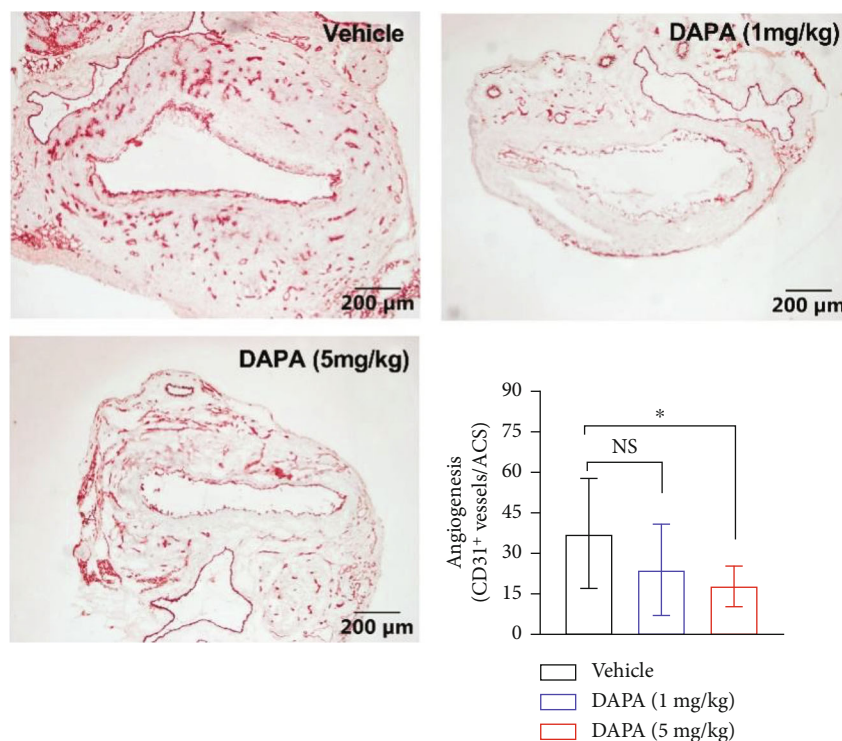 Vehicle
200 µm
DAPA (1mg/kg)
200 µm
DAPA (5mg/kg)
200 µm
Angiogenesis
(CD31⁺ vessels/ACS)
90
75
60
45
30
15
0
*
NS
Vehicle
DAPA (1 mg/kg)
DAPA (5 mg/kg)